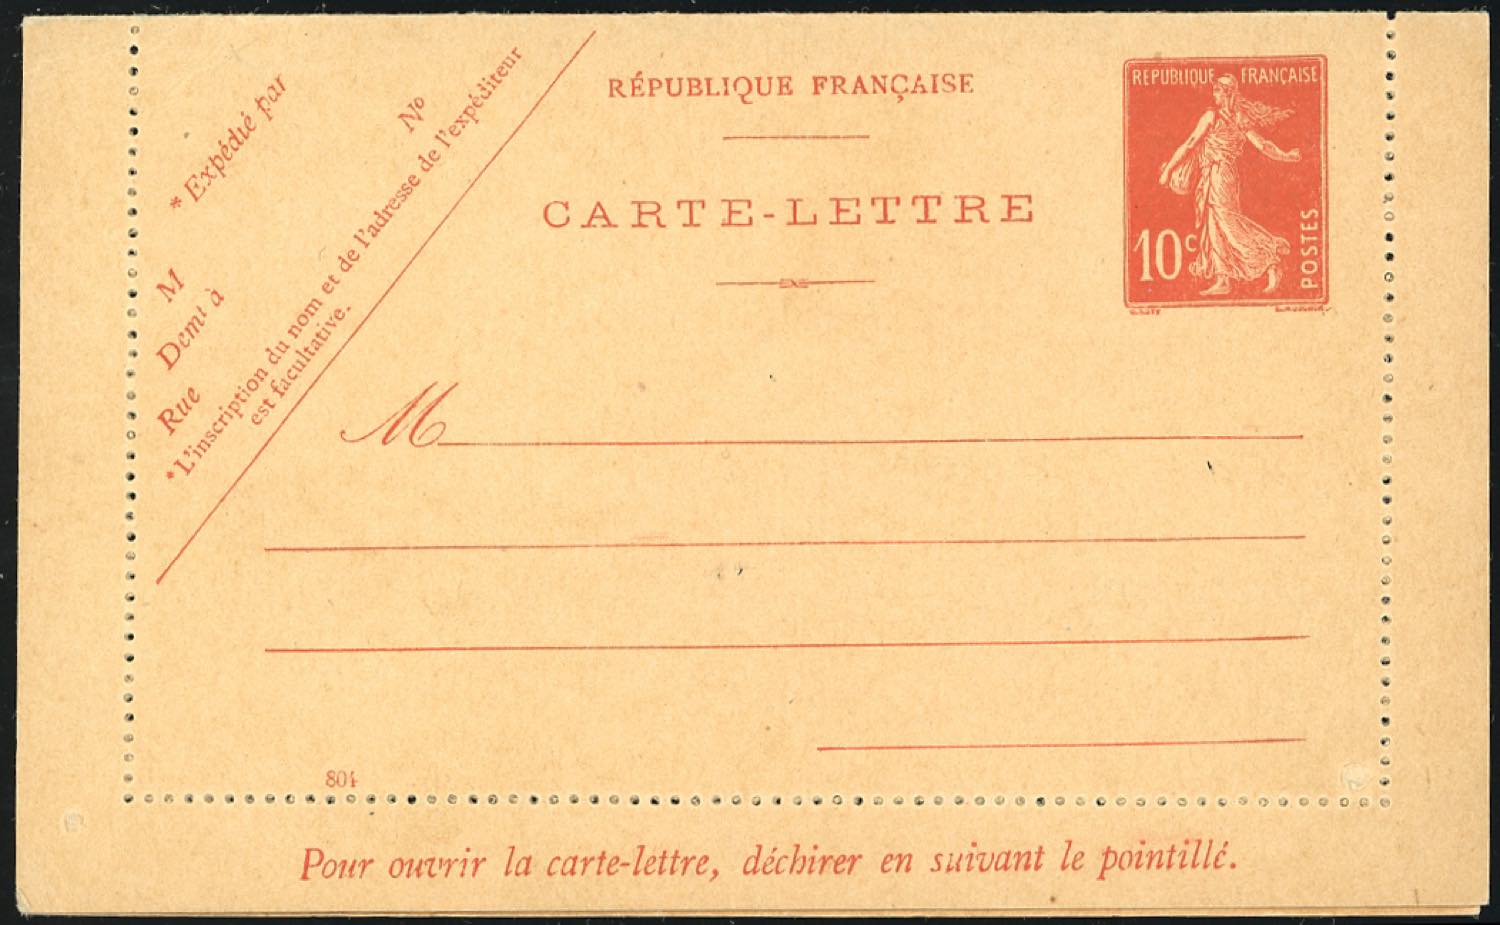 * Expédié par
M
Demt à
Rue
No
*L'inscription du nom et de l'adresse de l'expéditeur
est facultative.
RÉPUBLIQUE FRANÇAISE
CARTE-LETTRE
REPUBLIQUE FRANÇAISE
10c
POSTES
M
804
Pour ouvrir la carte-lettre, déchirer en suivant le pointillé.